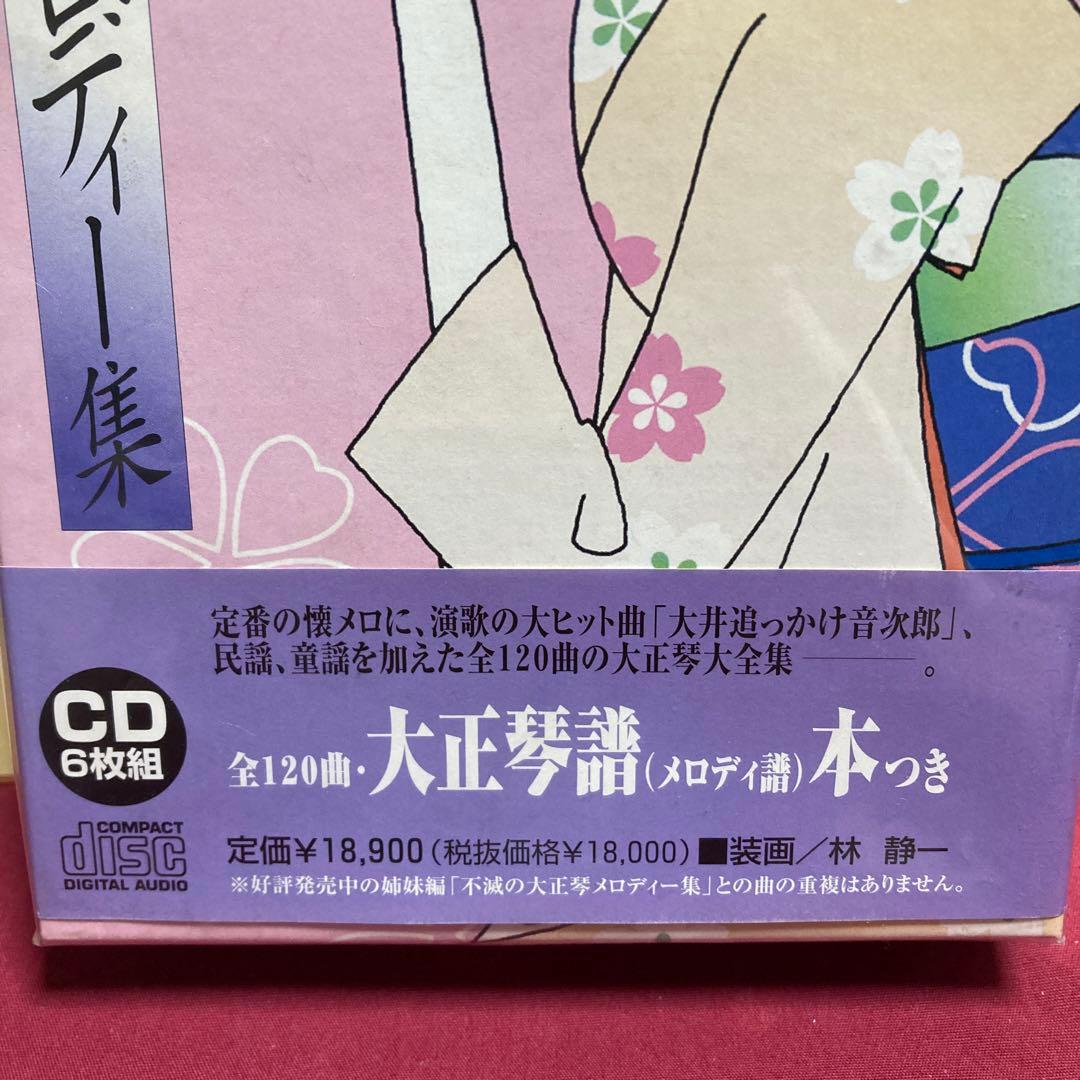 ロディー集
定番の懐メロに、演歌の大ヒット曲「大井追っかけ音次郎」、
民謡、童謡を加えた全120曲の大正琴大全集―――。
CD
6枚組
全120曲・大正琴譜(メロディ譜)本つき
COMPACT
disc
DIGITAL AUDIO
定価¥18,900(税抜価格¥18,000)■装画／林 静一
※好評発売中の姉妹編「不滅の大正琴メロディー集」との曲の重複はありません。